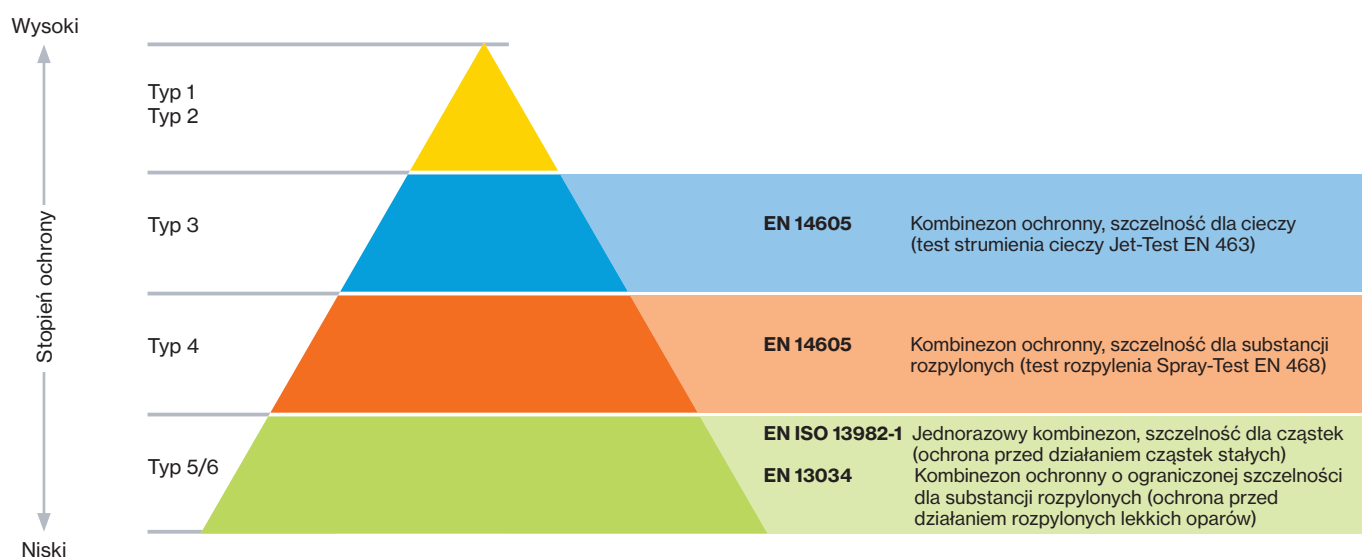 Wysoki
Stopień ochrony
Niski
Typ 1
Typ 2
Typ 3
EN 14605 Kombinezon ochronny, szczelność dla cieczy
(test strumienia cieczy Jet-Test EN 463)
Typ 4
EN 14605 Kombinezon ochronny, szczelność dla substancji
rozpylonych (test rozpylenia Spray-Test EN 468)
Typ 5/6
EN ISO 13982-1 Jednorazowy kombinezon, szczelność dla cząstek
(ochrona przed działaniem cząstek stałych)
EN 13034 Kombinezon ochronny o ograniczonej szczelności
dla substancji rozpylonych (ochrona przed
działaniem rozpylonych lekkich oparów)